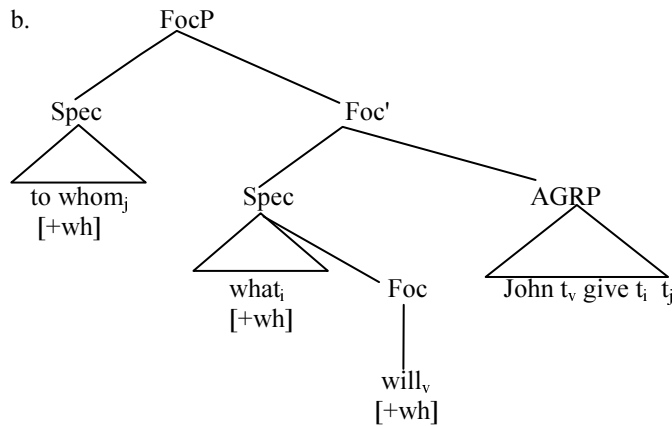 b. FocP
Spec Foc'
to whomj
[+wh]
Spec AGRP
whati
[+wh]
Foc
John tv give ti tj
willv
[+wh]